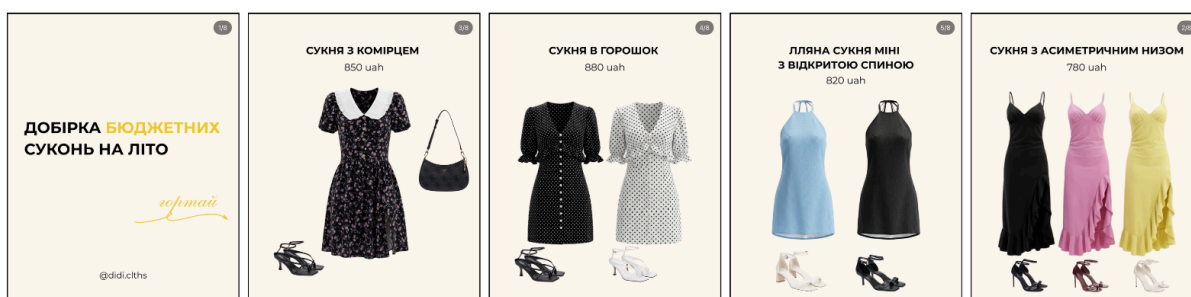 1/8
ДОБІРКА БЮДЖЕТНИХ
СУКОНЬ НА ЛІТО
гортай
@didi.clths
3/8
СУКНЯ З КОМІРЦЕМ
850 uah
4/8
СУКНЯ В ГОРОШОК
880 uah
5/8
ЛЛЯНА СУКНЯ МІНІ
З ВІДКРИТОЮ СПИНОЮ
820 uah
2/8
СУКНЯ З АСИМЕТРИЧНИМ НИЗОМ
780 uah